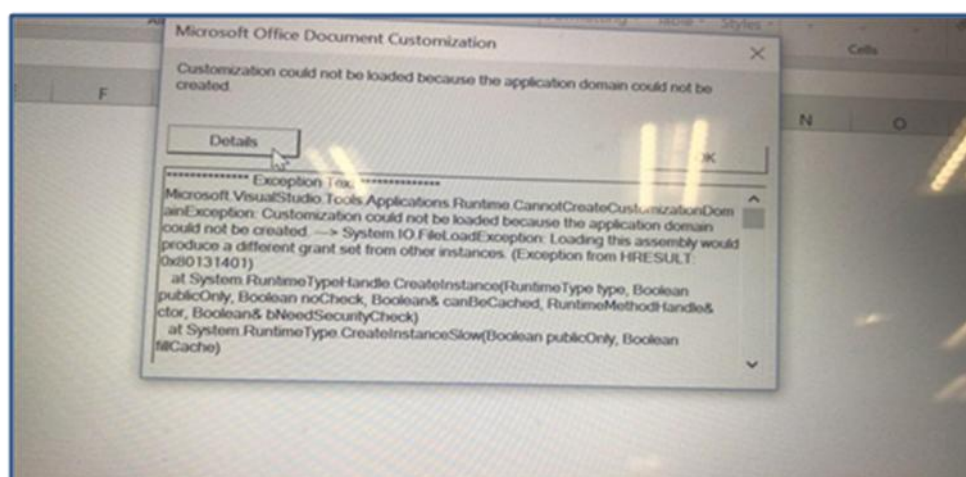 Styles
Microsoft Office Document Customization
Cells
Customization could not be loaded because the application domain could not be
created.
F
N
O
Details
************** Exception Text **************
Microsoft.VisualStudio.Tools.Applications.Runtime.CannotCreateCustomizationDom
ainException: Customization could not be loaded because the application domain
could not be created. ---> System.IO.FileLoadException: Loading this assembly would
produce a different grant set from other instances. (Exception from HRESULT:
0x80131401)
at System.RuntimeTypeHandle.CreateInstance(RuntimeType type, Boolean
publicOnly, Boolean noCheck, Boolean& canBeCached, RuntimeMethodHandle&
ctor, Boolean& bNeedSecurityCheck)
at System.RuntimeType.CreateInstanceSlow(Boolean publicOnly, Boolean
fillCache)